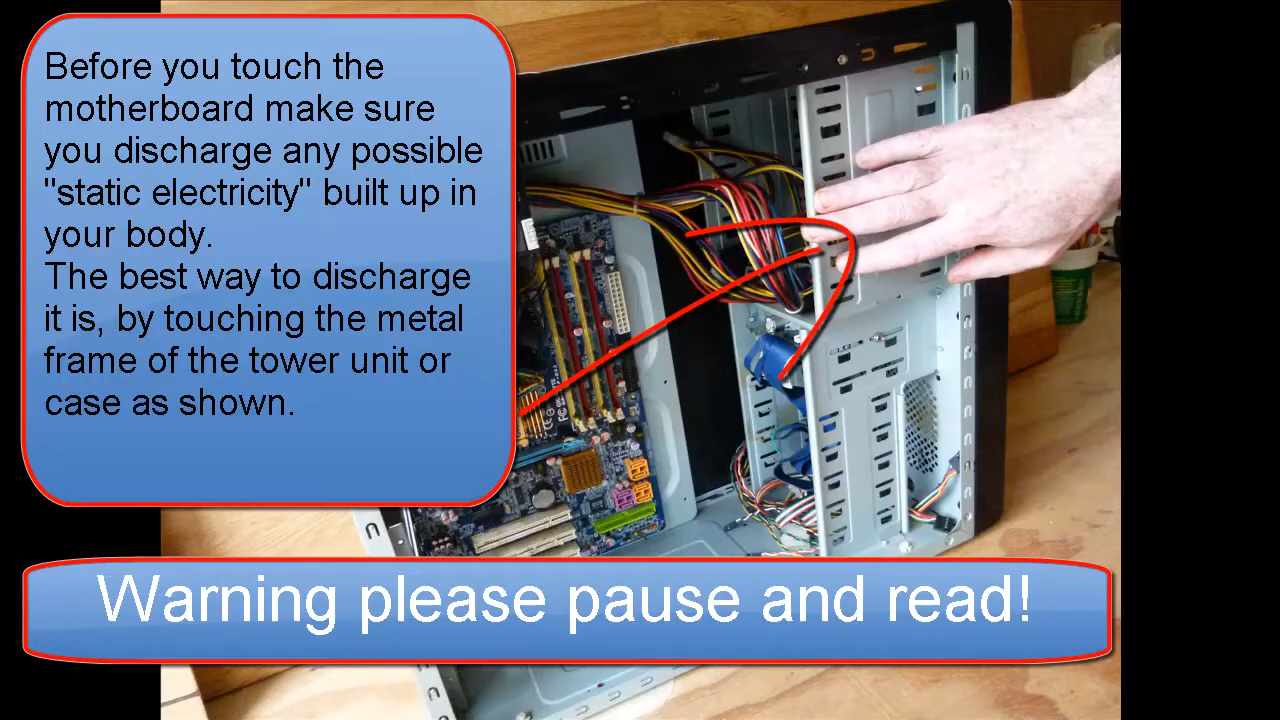 Before you touch the
motherboard make sure
you discharge any possible
"static electricity" built up in
your body.
The best way to discharge
it is, by touching the metal
frame of the tower unit or
case as shown.
Warning please pause and read!